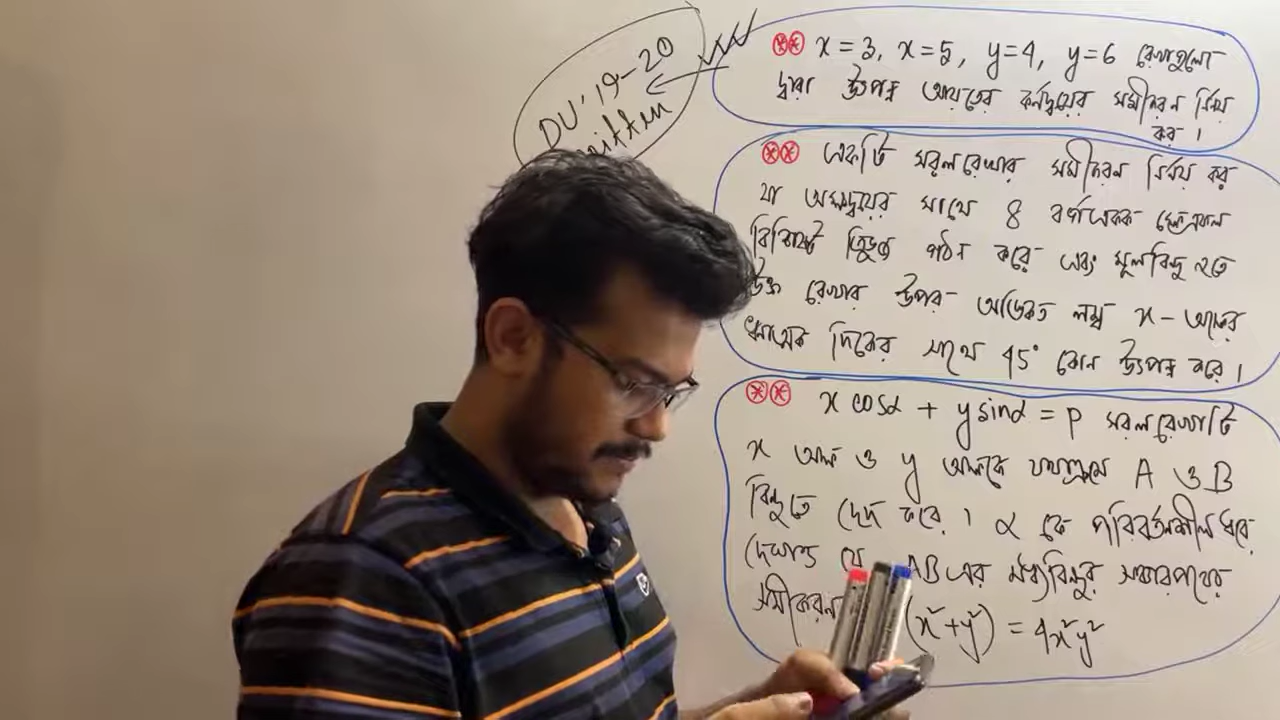 DU'19-20
written
x = 3, x = 5, y = 4, y = 6 রেখাগুলো
দ্বারা উৎপন্ন আয়তের কর্ণদ্বয়ের সমীকরণ নির্ণয়
কর ।
একটি সরলরেখার সমীকরণ নির্ণয় কর
যা অক্ষদ্বয়ের সাথে 8 বর্গএকক ক্ষেত্রফল
বিশিষ্ট ত্রিভুজ গঠন করে এবং মূলবিন্দু হতে
উক্ত রেখার উপর অঙ্কিত লম্ব x-অক্ষের
ধনাত্মক দিকের সাথে 45° কোন উৎপন্ন করে ।
x cosα + y sinα = P সরলরেখাটি
x অক্ষ ও y অক্ষকে যথাক্রমে A ও B
বিন্দুতে ছেদ করে । α কে পরিবর্তনশীল ধরে
দেখাও যে AB এর মধ্যবিন্দুর সঞ্চারপথের
সমীকরণ (x² + y²) = 4x²y²